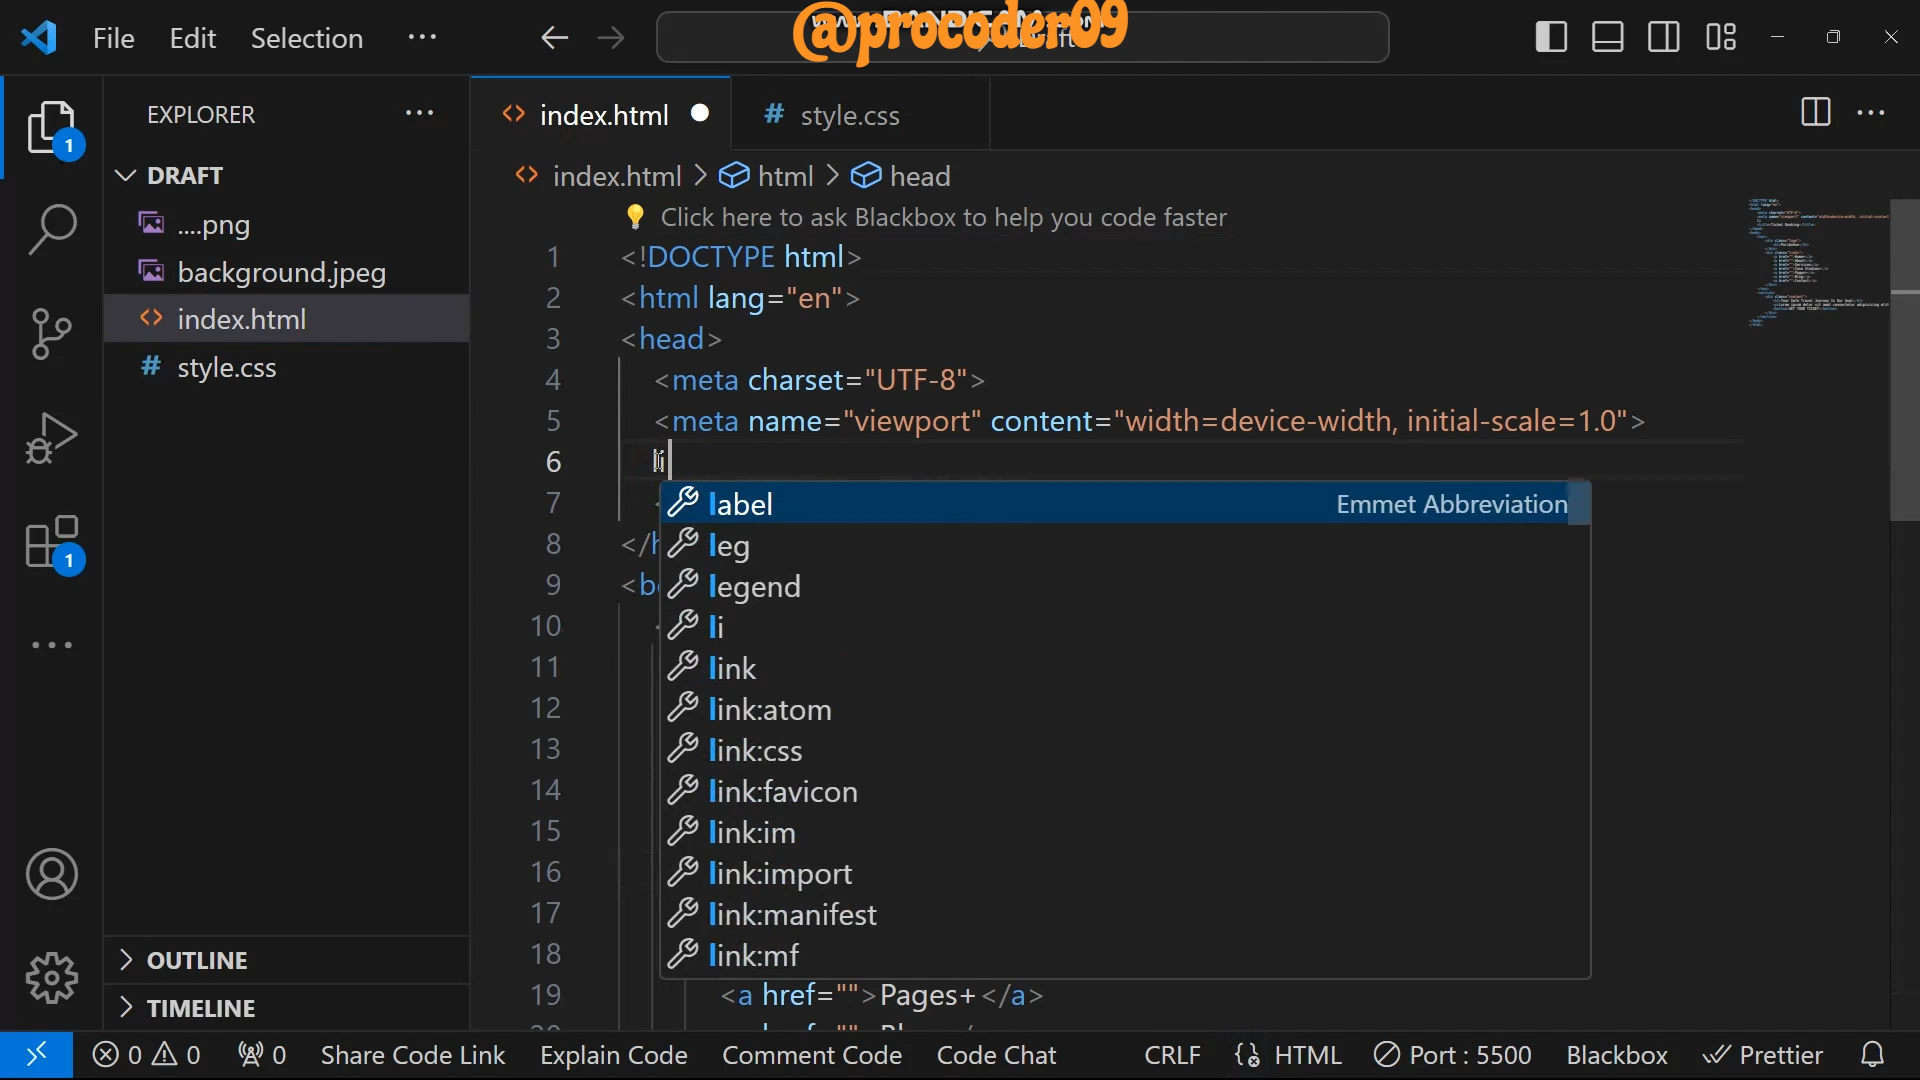 @procoder09
File Edit Selection ...
EXPLORER ...
DRAFT
....png
background.jpeg
index.html
style.css
OUTLINE
TIMELINE
1
1
index.html
style.css
index.html > html > head
Click here to ask Blackbox to help you code faster
1 <!DOCTYPE html>
2 <html lang="en">
3 <head>
4 <meta charset="UTF-8">
5 <meta name="viewport" content="width=device-width, initial-scale=1.0">
6 li
7 <
8 </h
9 <bo
10
11
12
13
14
15
16
17
18
19 <a href="">Pages+</a>
label Emmet Abbreviation
leg
legend
li
link
link:atom
link:css
link:favicon
link:im
link:import
link:manifest
link:mf
0 0 0 Share Code Link Explain Code Comment Code Code Chat CRLF HTML Port : 5500 Blackbox Prettier